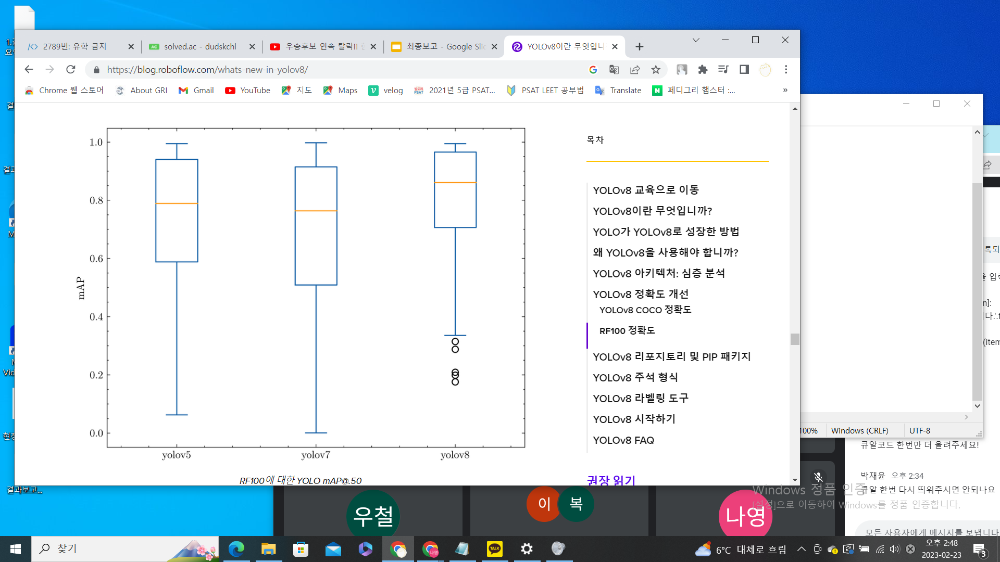 2789번: 유학 금지
solved.ac - dudskchl
우승후보 연속 탈락!!
최종보고 - Google Slid
YOLOv8이란 무엇입니
https://blog.roboflow.com/whats-new-in-yolov8/
Chrome 웹 스토어
About GRI
Gmail
YouTube
지도
Maps
velog
2021년 5급 PSAT...
PSAT LEET 공부법
Translate
페디그리 햄스터 :...
»
1.0
0.8
0.6
0.4
0.2
0.0
mAP
yolov5
yolov7
yolov8
RF100에 대한 YOLO mAP@.50
목차
YOLOv8 교육으로 이동
YOLOv8이란 무엇입니까?
YOLO가 YOLOv8로 성장한 방법
왜 YOLOv8을 사용해야 합니까?
YOLOv8 아키텍처: 심층 분석
YOLOv8 정확도 개선
YOLOv8 COCO 정확도
RF100 정확도
YOLOv8 리포지토리 및 PIP 패키지
YOLOv8 주석 형식
YOLOv8 라벨링 도구
YOLOv8 시작하기
YOLOv8 FAQ
권장 읽기
록되
을 입력
n]:
(item
100%
Windows (CRLF)
UTF-8
큐알코드 한번만 더 올려주세요!
박재윤 오후 2:34
큐알 한번 다시 띄워주시면 안되나요
Windows 정품 인증
[설정]으로 이동하여 Windows를 정품 인증합니다.
모든 사용자에게 메시지를 보냅니다
결과보고...
우철
이
복
나영
찾기
TALK
6°C 대체로 흐림
오후 2:48
2023-02-23
3